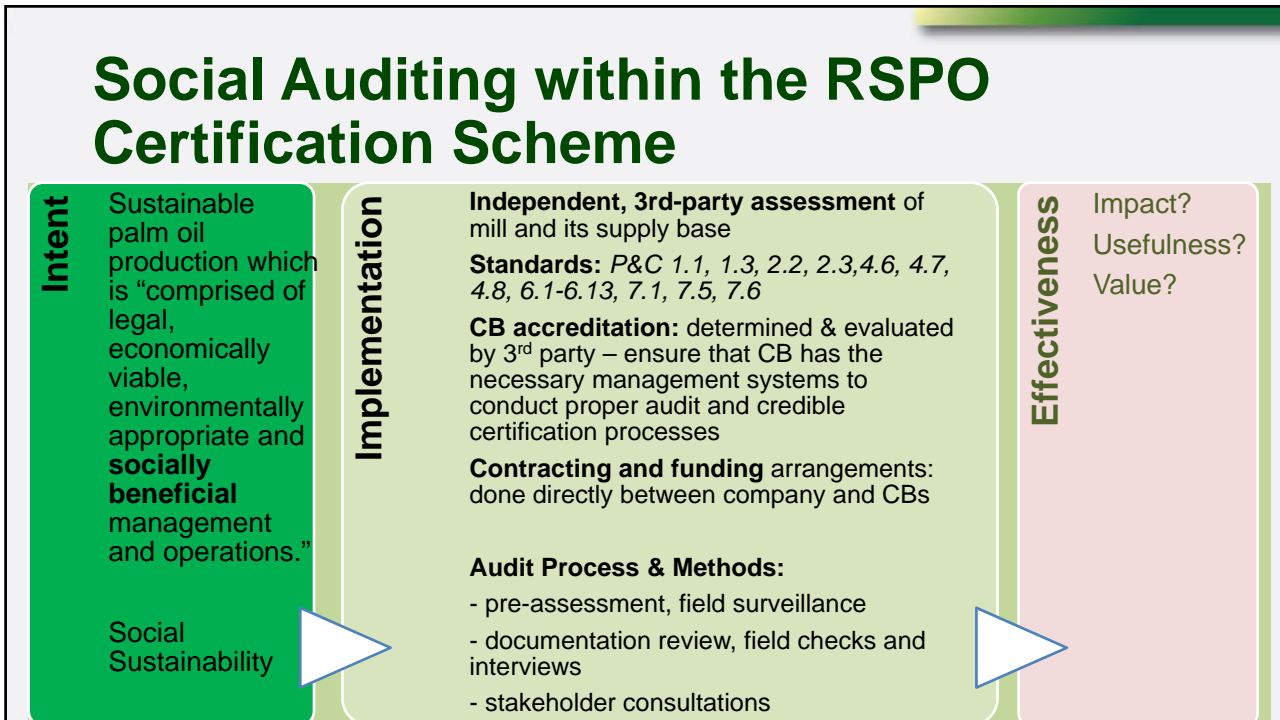 Social Auditing within the RSPO
Certification Scheme
Intent
Sustainable
palm oil
production which
is “comprised of
legal,
economically
viable,
environmentally
appropriate and
socially
beneficial
management
and operations.”
Social
Sustainability
Implementation
Independent, 3rd-party assessment of
mill and its supply base
Standards: P&C 1.1, 1.3, 2.2, 2.3,4.6, 4.7,
4.8, 6.1-6.13, 7.1, 7.5, 7.6
CB accreditation: determined & evaluated
by 3rd party – ensure that CB has the
necessary management systems to
conduct proper audit and credible
certification processes
Contracting and funding arrangements:
done directly between company and CBs
Audit Process & Methods:
- pre-assessment, field surveillance
- documentation review, field checks and
interviews
- stakeholder consultations
Effectiveness
Impact?
Usefulness?
Value?